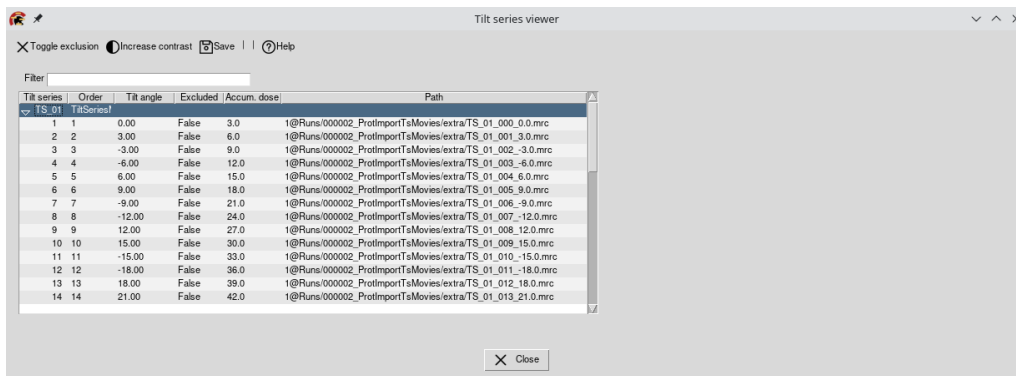 Tilt series viewer
Toggle exclusion Increase contrast Save | | Help
Filter
Tilt series Order Tilt angle Excluded Accum. dose Path
TS_01 TiltSeriesM
1 1 0.00 False 3.0 1@Runs/000002_ProtImportTsMovies/extra/TS_01_000_0.0.mrc
2 2 3.00 False 6.0 1@Runs/000002_ProtImportTsMovies/extra/TS_01_001_3.0.mrc
3 3 -3.00 False 9.0 1@Runs/000002_ProtImportTsMovies/extra/TS_01_002_-3.0.mrc
4 4 -6.00 False 12.0 1@Runs/000002_ProtImportTsMovies/extra/TS_01_003_-6.0.mrc
5 5 6.00 False 15.0 1@Runs/000002_ProtImportTsMovies/extra/TS_01_004_6.0.mrc
6 6 9.00 False 18.0 1@Runs/000002_ProtImportTsMovies/extra/TS_01_005_9.0.mrc
7 7 -9.00 False 21.0 1@Runs/000002_ProtImportTsMovies/extra/TS_01_006_-9.0.mrc
8 8 -12.00 False 24.0 1@Runs/000002_ProtImportTsMovies/extra/TS_01_007_-12.0.mrc
9 9 12.00 False 27.0 1@Runs/000002_ProtImportTsMovies/extra/TS_01_008_12.0.mrc
10 10 15.00 False 30.0 1@Runs/000002_ProtImportTsMovies/extra/TS_01_009_15.0.mrc
11 11 -15.00 False 33.0 1@Runs/000002_ProtImportTsMovies/extra/TS_01_010_-15.0.mrc
12 12 -18.00 False 36.0 1@Runs/000002_ProtImportTsMovies/extra/TS_01_011_-18.0.mrc
13 13 18.00 False 39.0 1@Runs/000002_ProtImportTsMovies/extra/TS_01_012_18.0.mrc
14 14 21.00 False 42.0 1@Runs/000002_ProtImportTsMovies/extra/TS_01_013_21.0.mrc
Close